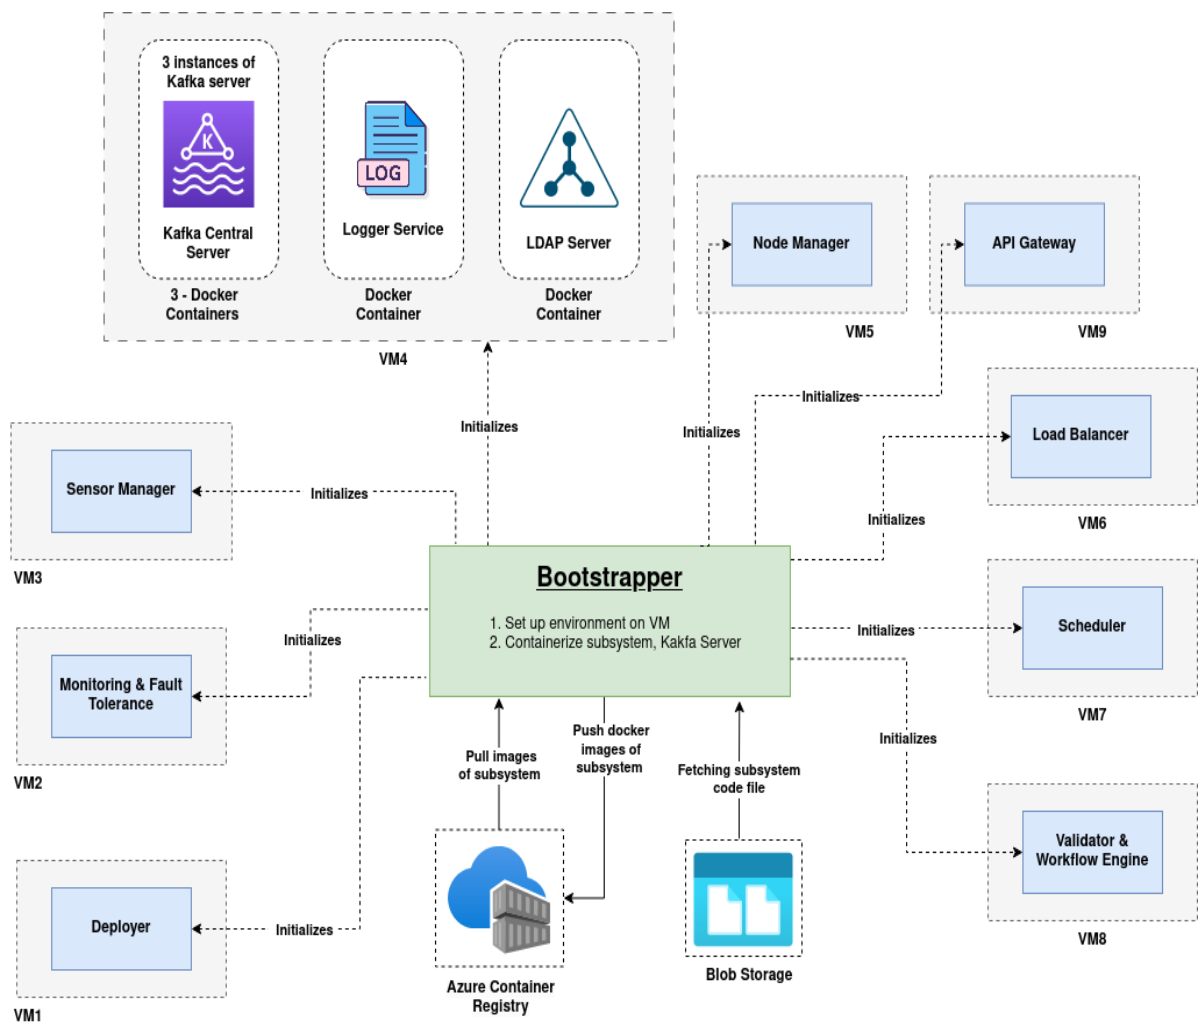 3 instances of
Kafka server
K
Kafka Central
Server
3 - Docker
Containers
LOG
Logger Service
Docker
Container
LDAP Server
Docker
Container
VM4
Node Manager
VM5
API Gateway
VM9
Initializes
Initializes
Initializes
Load Balancer
VM6
Initializes
Sensor Manager
VM3
Initializes
Bootstrapper
1. Set up environment on VM
2. Containerize subsystem, Kakfa Server
Initializes
Scheduler
VM7
Initializes
Monitoring & Fault
Tolerance
VM2
Initializes
Pull images
of subsystem
Push docker
images of
subsystem
Fetching subsystem
code file
Validator &
Workflow Engine
VM8
Deployer
VM1
Initializes
Azure Container
Registry
Blob Storage